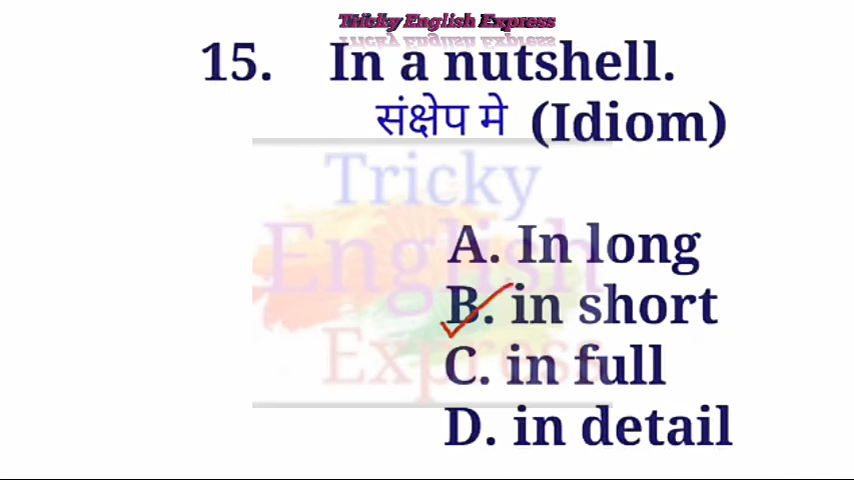 Tricky English Express
15. In a nutshell.
संक्षेप मे (Idiom)
Tricky
English
Express
A. In long
B. in short
C. in full
D. in detail